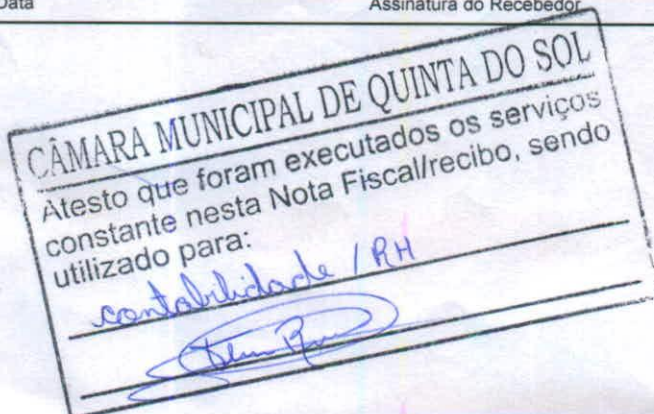 Data Assinatura do Recebedor
CÂMARA MUNICIPAL DE QUINTA DO SOL
Atesto que foram executados os serviços
constante nesta Nota Fiscal/recibo, sendo
utilizado para:
contabilidade / RH